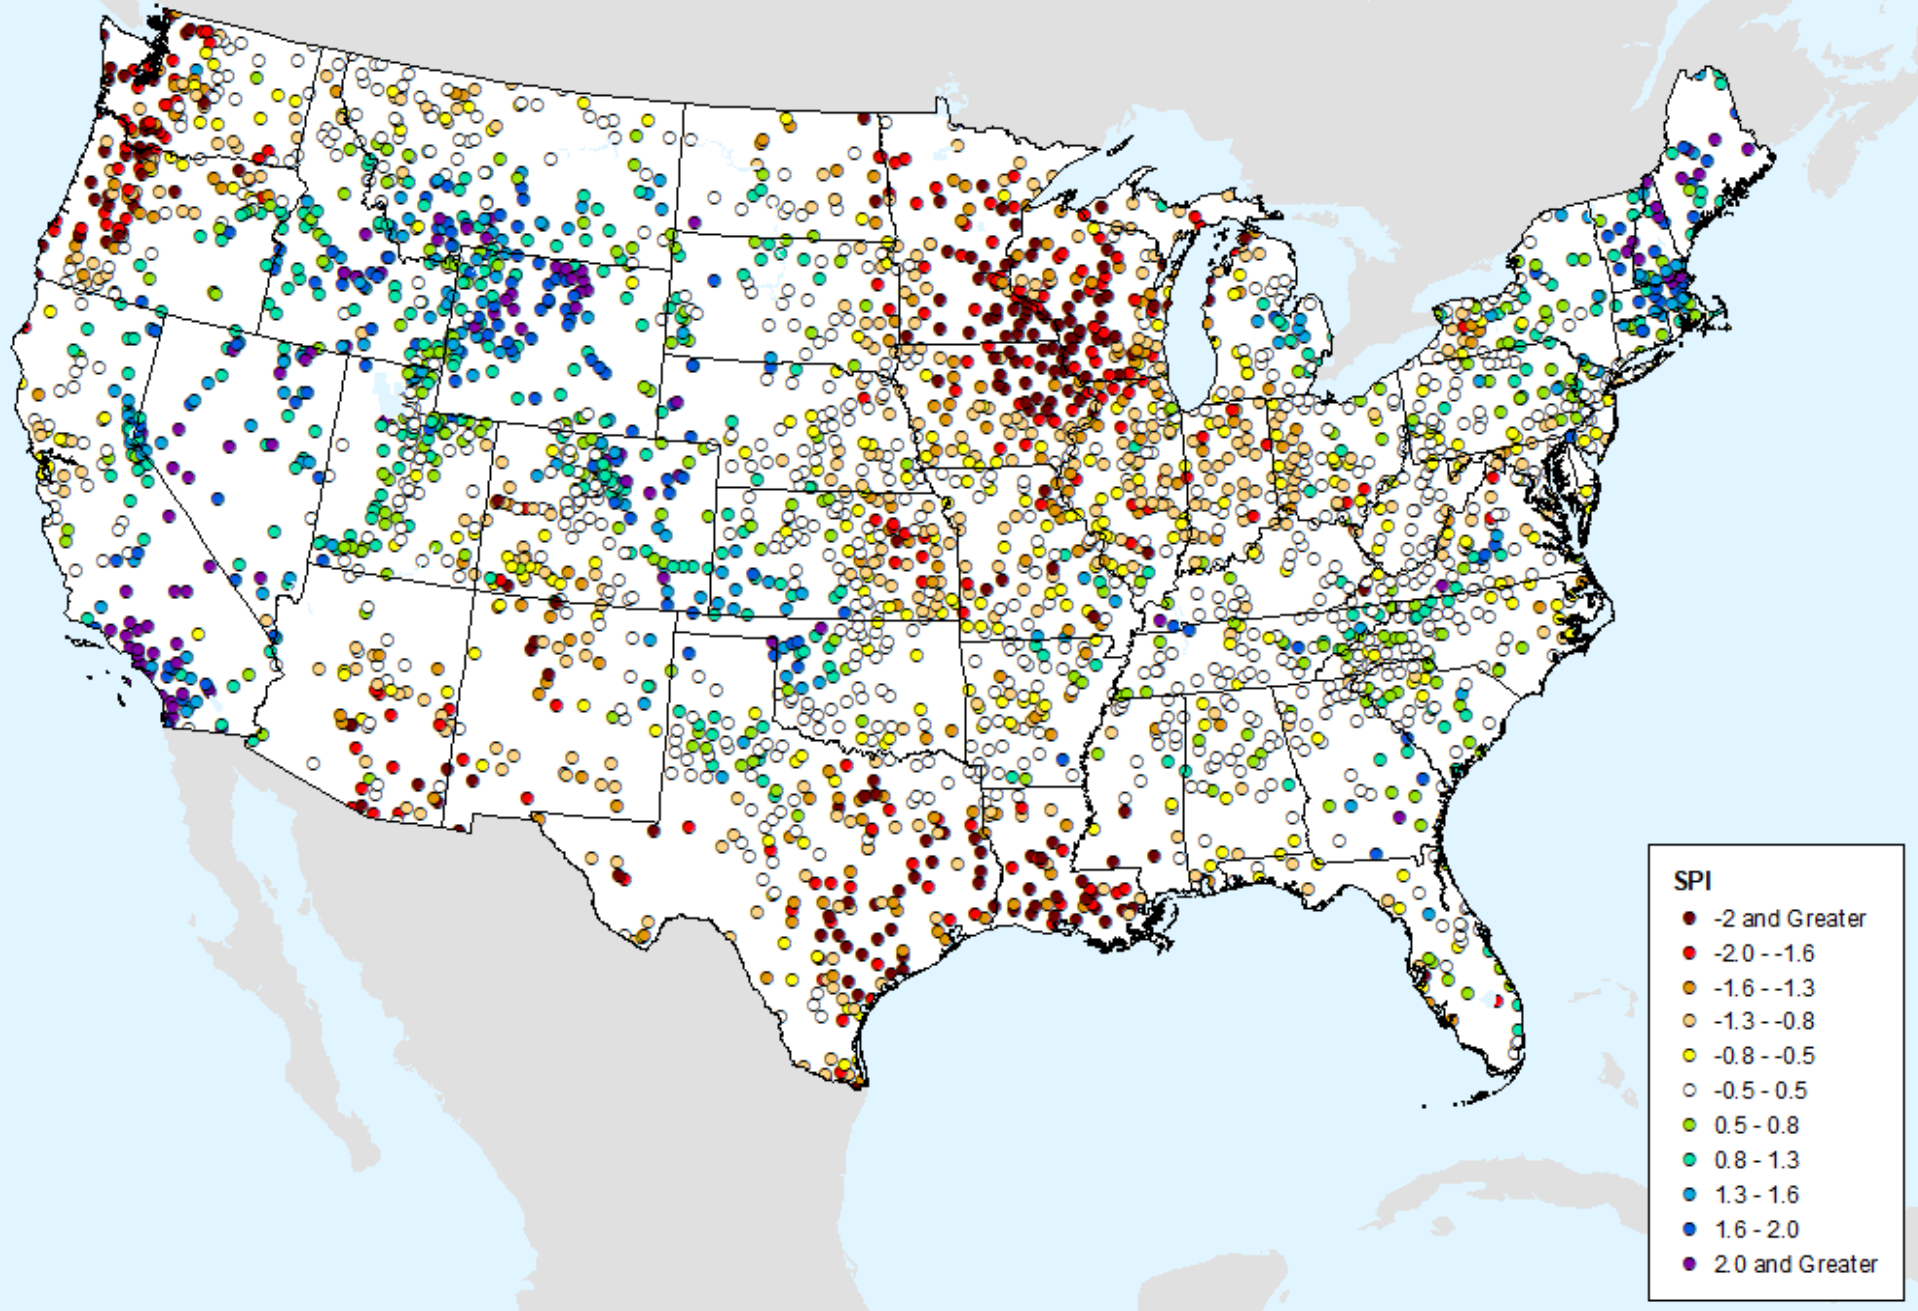 SPI
-2 and Greater
-2.0 - -1.6
-1.6 - -1.3
-1.3 - -0.8
-0.8 - -0.5
-0.5 - 0.5
0.5 - 0.8
0.8 - 1.3
1.3 - 1.6
1.6 - 2.0
2.0 and Greater